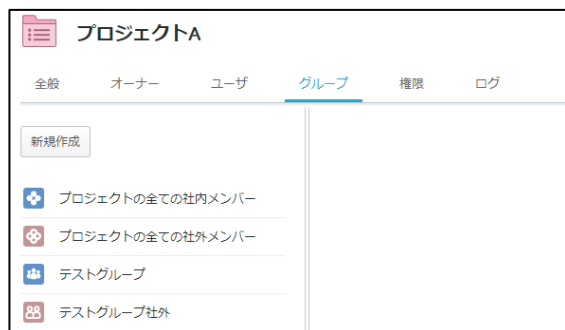 プロジェクトA
全般 オーナー ユーザ グループ 権限 ログ
新規作成
プロジェクトの全ての社内メンバー
プロジェクトの全ての社外メンバー
テストグループ
テストグループ社外